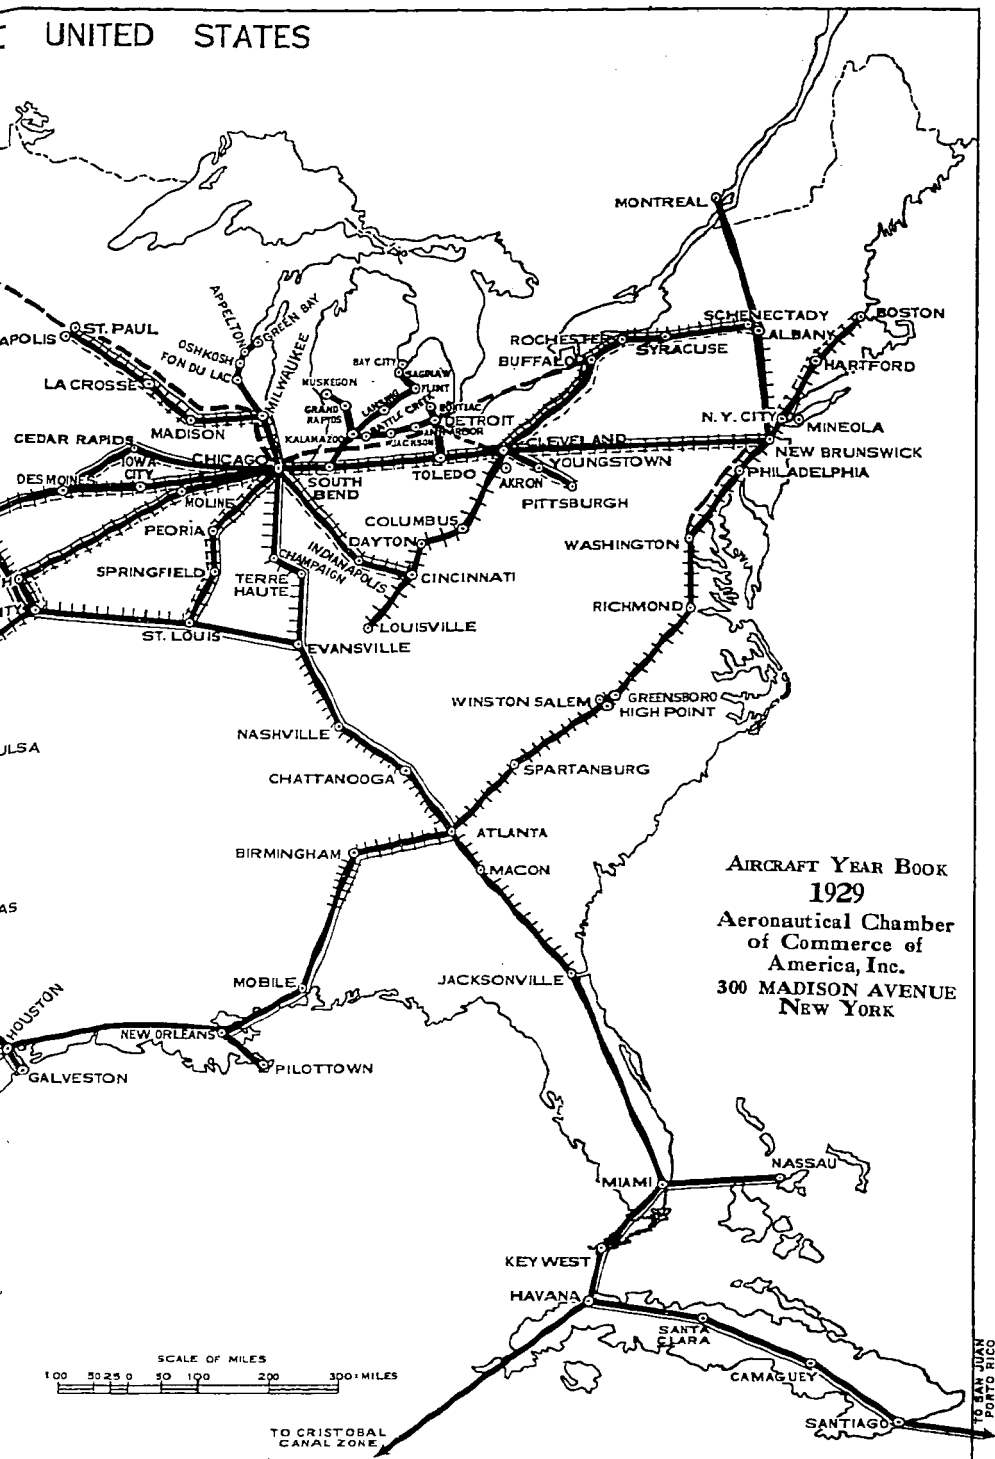 UNITED STATES
MONTREAL
SCHENECTADY
BOSTON
ALBANY
ROCHESTER
SYRACUSE
BUFFALO
HARTFORD
N.Y. CITY
MINEOLA
NEW BRUNSWICK
PHILADELPHIA
ST. PAUL
APOLIS
APPELTON
GREEN BAY
OSHKOSH
FON DU LAC
MILWAUKEE
LA CROSSE
MADISON
BAY CITY
SAGINAW
FLINT
MUSKEGON
GRAND
RAPIDS
LANSING
PONTIAC
BATTLE CREEK
DETROIT
ANN ARBOR
KALAMAZOO
JACKSON
CEDAR RAPIDS
CHICAGO
CLEVELAND
IOWA
CITY
DES MOINES
MOLINE
SOUTH
BEND
TOLEDO
YOUNGSTOWN
AKRON
PITTSBURGH
PEORIA
COLUMBUS
DAYTON
WASHINGTON
CHAMPAIGN
INDIANAPOLIS
SPRINGFIELD
TERRE
HAUTE
CINCINNATI
H
CITY
RICHMOND
ST. LOUIS
LOUISVILLE
EVANSVILLE
WINSTON SALEM
GREENSBORO
HIGH POINT
NASHVILLE
ULSA
CHATTANOOGA
SPARTANBURG
ATLANTA
BIRMINGHAM
MACON
AIRCRAFT YEAR BOOK
1929
Aeronautical Chamber
of Commerce of
America, Inc.
300 MADISON AVENUE
NEW YORK
AS
MOBILE
JACKSONVILLE
HOUSTON
NEW ORLEANS
GALVESTON
PILOTTOWN
NASSAU
MIAMI
KEY WEST
HAVANA
SANTA
CLARA
CAMAGUEY
SANTIAGO
TO SAN JUAN
PORTO RICO
SCALE OF MILES
100 50 25 0 50 100 200 300 MILES
TO CRISTOBAL
CANAL ZONE